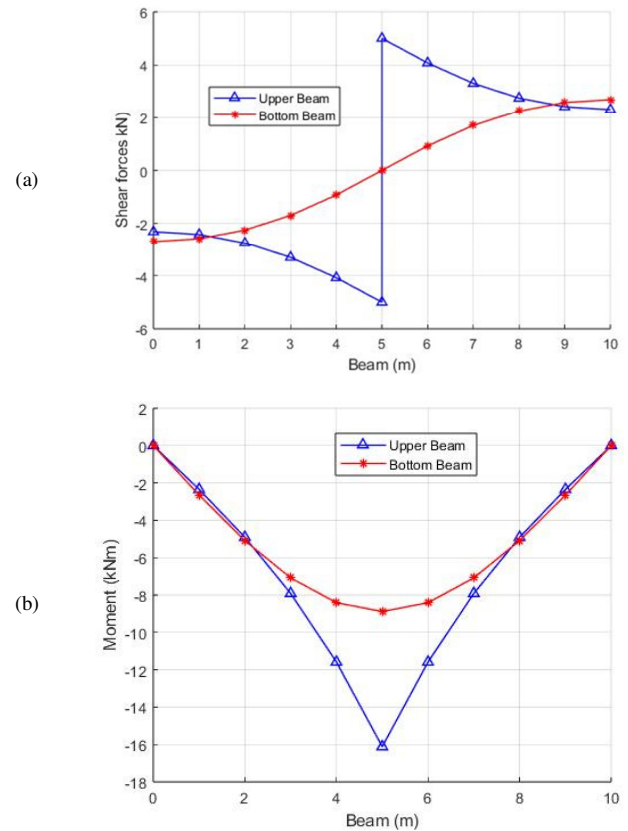 (a)
Shear forces kN
6
4
2
0
-2
-4
-6
Upper Beam
Bottom Beam
0 1 2 3 4 5 6 7 8 9 10
Beam (m)
(b)
Moment (kNm)
2
0
-2
-4
-6
-8
-10
-12
-14
-16
-18
Upper Beam
Bottom Beam
0 2 4 6 8 10
Beam (m)